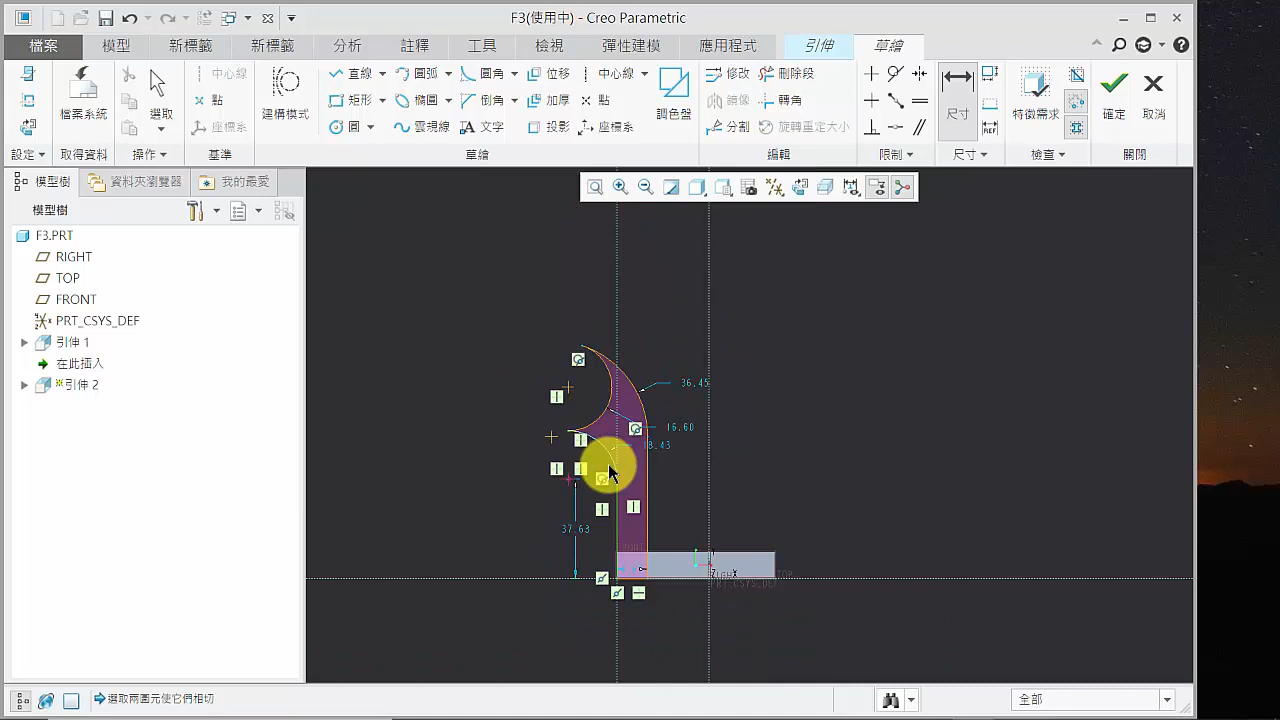 F3(使用中) - Creo Parametric
檔案 模型 新標籤 新標籤 分析 註釋 工具 檢視 彈性建模 應用程式 引伸 草繪
中心線 直線 圓弧 圓角 位移 中心線 修改 刪除段
點 矩形 橢圓 倒角 加厚 點 鏡像 轉角
座標系 圓 雲規線 文字 投影 座標系 分割 旋轉重定大小
檔案系統 選取 建構模式 調色盤 尺寸 特徵需求 確定 取消
設定 取得資料 操作 基準 草繪 編輯 限制 尺寸 檢查 關閉
模型樹 資料夾瀏覽器 我的最愛
模型樹
F3.PRT
RIGHT
TOP
FRONT
PRT_CSYS_DEF
引伸 1
在此插入
引伸 2
36.45
16.60
37.63
TOP
選取兩圖元使它們相切
全部